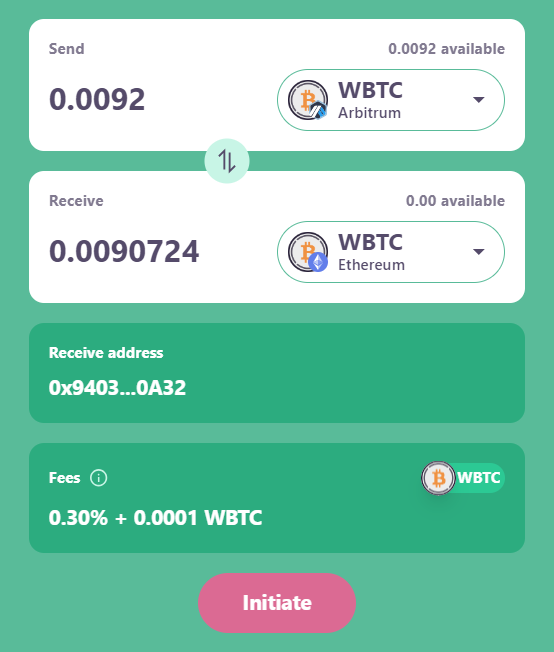 Send
0.0092 available
0.0092
WBTC
Arbitrum
Receive
0.00 available
0.0090724
WBTC
Ethereum
Receive address
0x9403...0A32
Fees
WBTC
0.30% + 0.0001 WBTC
Initiate